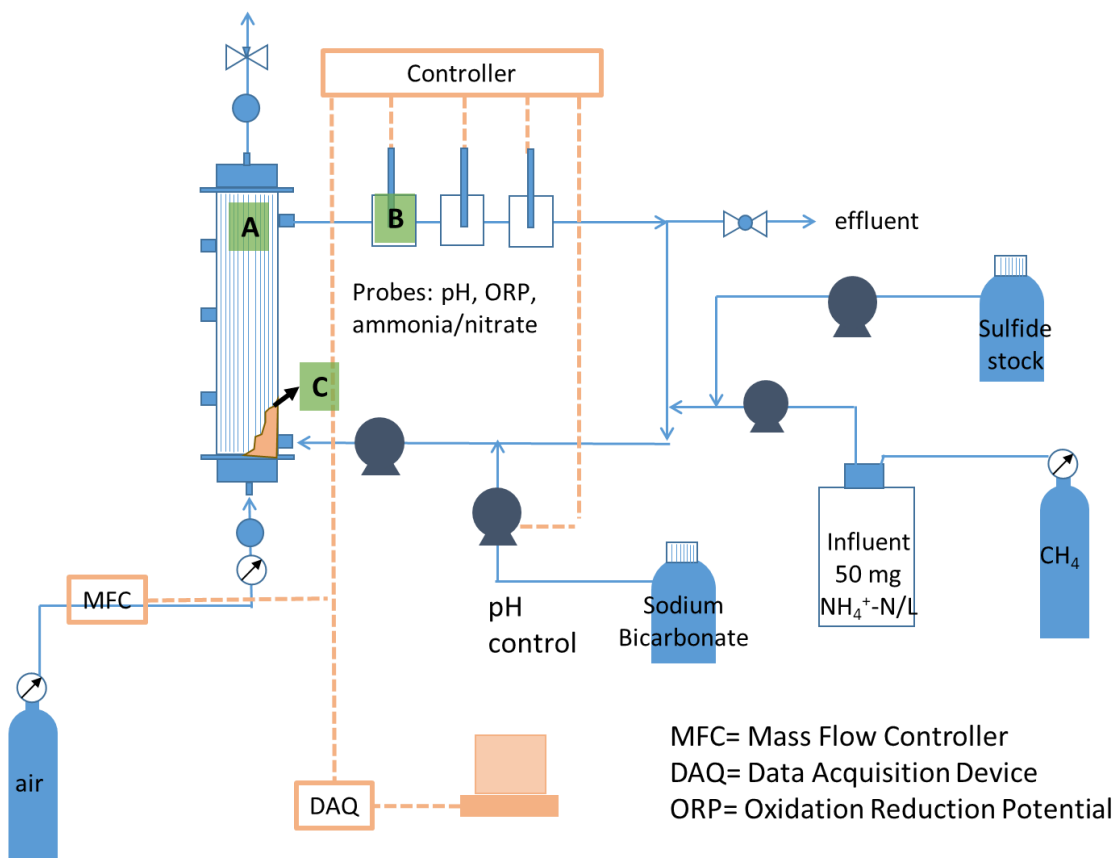 Controller
A
B
effluent
Probes: pH, ORP,
ammonia/nitrate
Sulfide
stock
C
Influent
50 mg
NH₄⁺-N/L
CH₄
MFC
pH
control
Sodium
Bicarbonate
air
DAQ
MFC= Mass Flow Controller
DAQ= Data Acquisition Device
ORP= Oxidation Reduction Potential